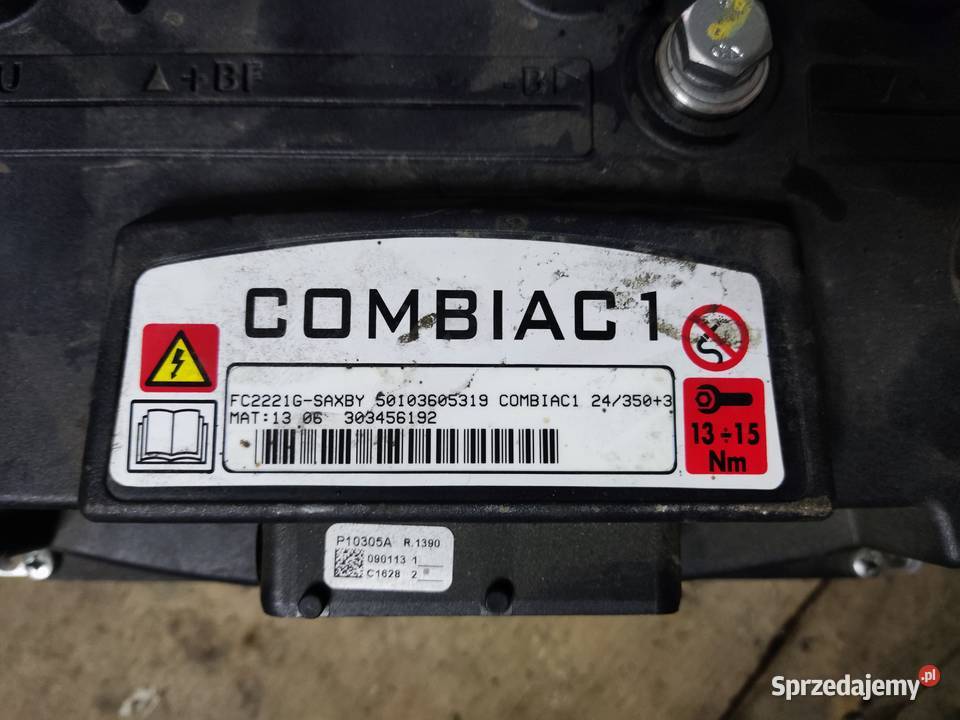 U +BF -BF
COMBIAC1
FC2221G-SAXBY 50103605319 COMBIAC1 24/350+3
MAT:13 06 303456192
13÷15
Nm
P10305A R.1390
090113 1
C1628 2
Sprzedajemy.pl